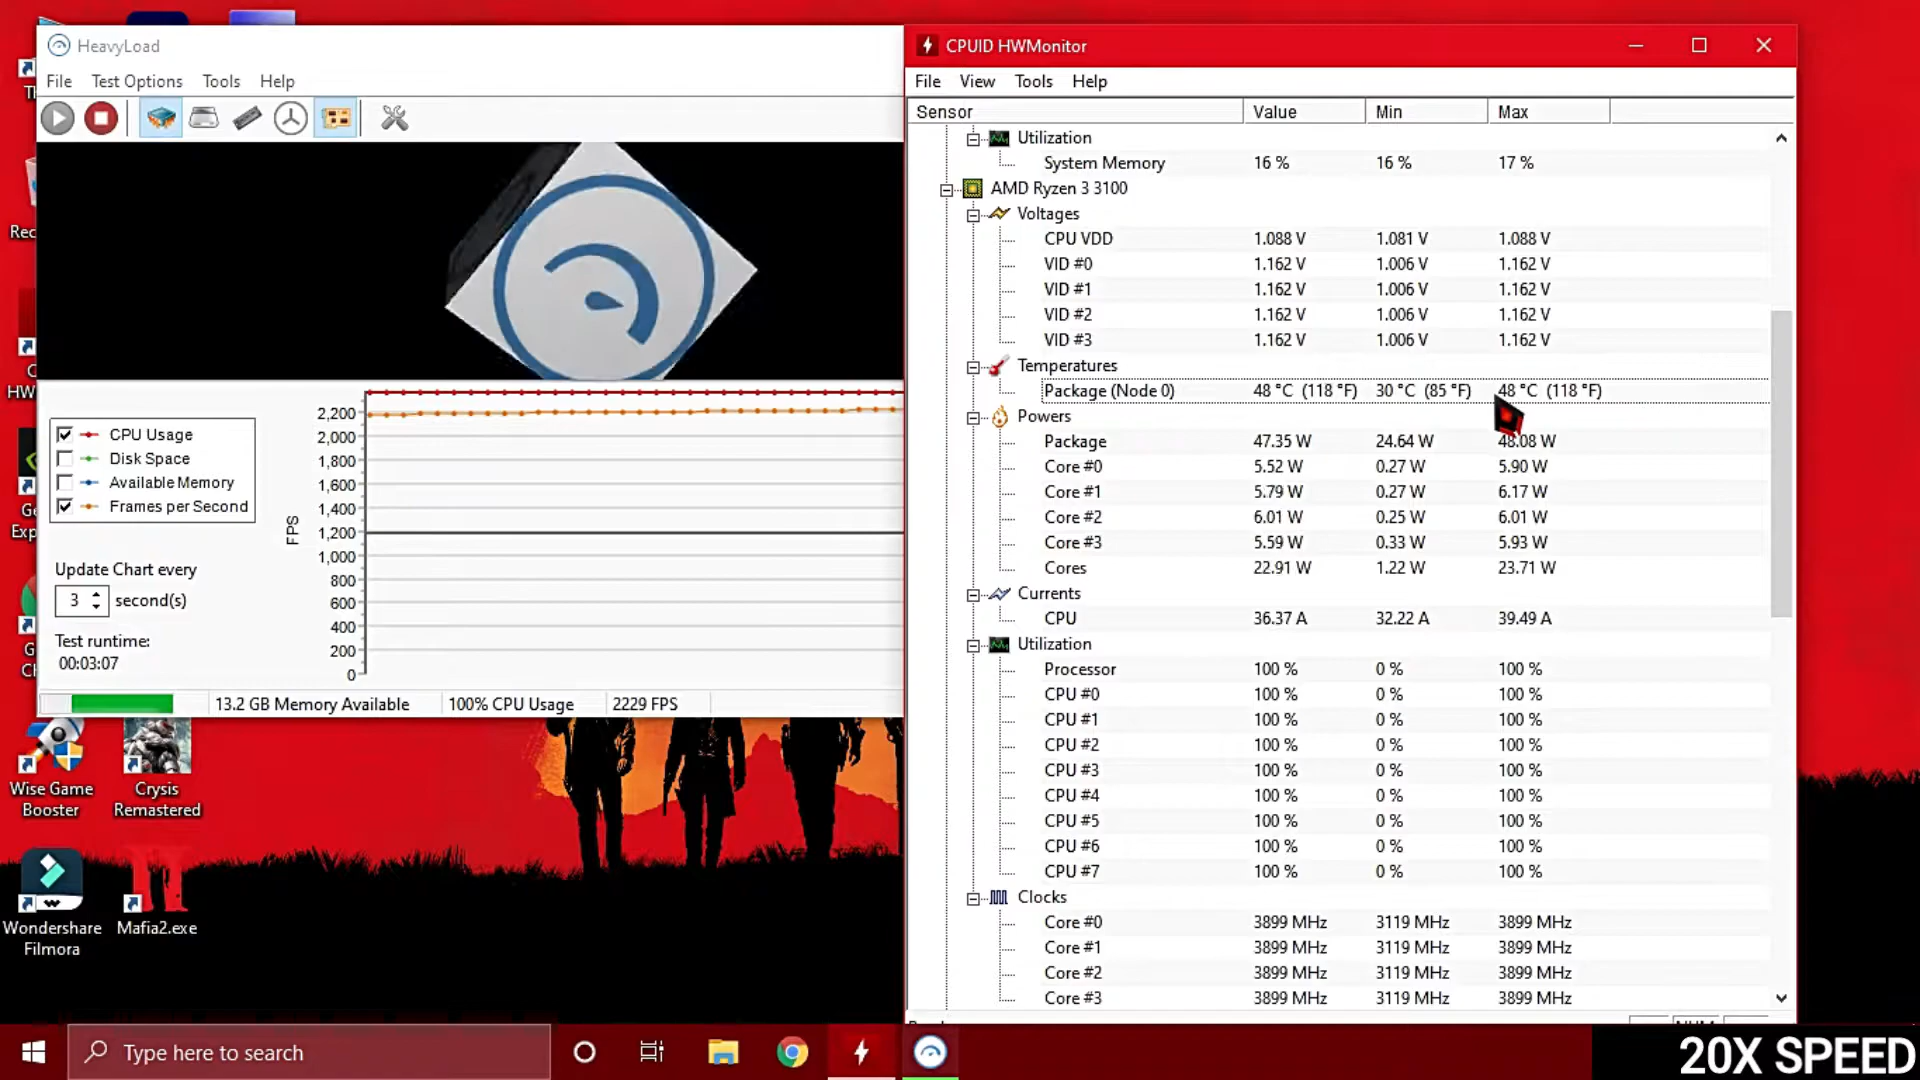 HeavyLoad
File Test Options Tools Help
CPU Usage
Disk Space
Available Memory
Frames per Second
Update Chart every
3 second(s)
Test runtime:
00:03:07
FPS
2,200
2,000
1,800
1,600
1,400
1,200
1,000
800
600
400
200
0
13.2 GB Memory Available 100% CPU Usage 2229 FPS
CPUID HWMonitor
File View Tools Help
Sensor Value Min Max
Utilization
System Memory 16 % 16 % 17 %
AMD Ryzen 3 3100
Voltages
CPU VDD 1.088 V 1.081 V 1.088 V
VID #0 1.162 V 1.006 V 1.162 V
VID #1 1.162 V 1.006 V 1.162 V
VID #2 1.162 V 1.006 V 1.162 V
VID #3 1.162 V 1.006 V 1.162 V
Temperatures
Package (Node 0) 48 °C (118 °F) 30 °C (85 °F) 48 °C (118 °F)
Powers
Package 47.35 W 24.64 W 48.08 W
Core #0 5.52 W 0.27 W 5.90 W
Core #1 5.79 W 0.27 W 6.17 W
Core #2 6.01 W 0.25 W 6.01 W
Core #3 5.59 W 0.33 W 5.93 W
Cores 22.91 W 1.22 W 23.71 W
Currents
CPU 36.37 A 32.22 A 39.49 A
Utilization
Processor 100 % 0 % 100 %
CPU #0 100 % 0 % 100 %
CPU #1 100 % 0 % 100 %
CPU #2 100 % 0 % 100 %
CPU #3 100 % 0 % 100 %
CPU #4 100 % 0 % 100 %
CPU #5 100 % 0 % 100 %
CPU #6 100 % 0 % 100 %
CPU #7 100 % 0 % 100 %
Clocks
Core #0 3899 MHz 3119 MHz 3899 MHz
Core #1 3899 MHz 3119 MHz 3899 MHz
Core #2 3899 MHz 3119 MHz 3899 MHz
Core #3 3899 MHz 3119 MHz 3899 MHz
Wise Game
Booster
Crysis
Remastered
Wondershare
Filmora
Mafia2.exe
Type here to search
20X SPEED